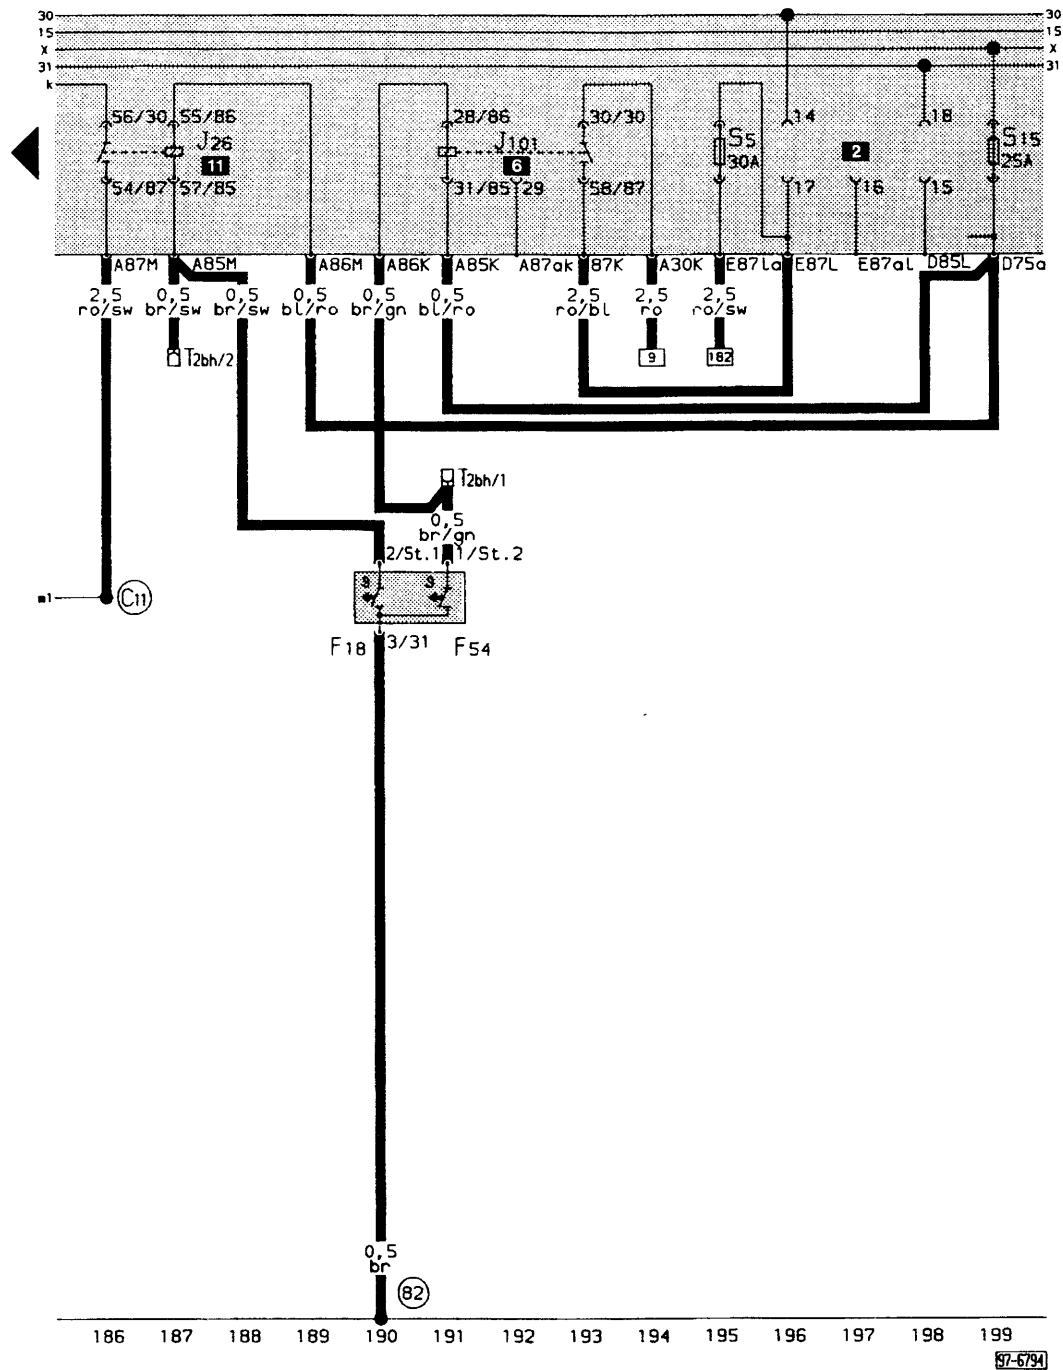 30 30
15 15
X X
31 31
k
56/30 55/86 28/86 30/30 14 18
J26 J101 S5 S15
11 6 30A 2 25A
54/87 57/85 31/85 29 58/87 17 16 15
A87M A85M A86M A86K A85K A87ak 87K A30K E87la E87L E87al D85L D75a
2,5 0,5 0,5 0,5 0,5 0,5 2,5 2,5 2,5
ro/sw br/sw br/sw bl/ro br/gn bl/ro ro/bl ro ro/sw
T2bh/2 9 182
T2bh/1
0,5
br/gn
2/St.1 1/St.2
m1 C11
F18 3/31 F54
0,5
br
82
186 187 188 189 190 191 192 193 194 195 196 197 198 199
97-6794